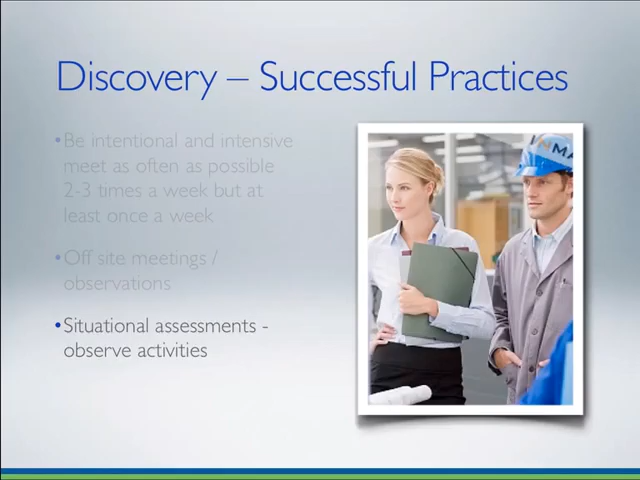 Discovery – Successful Practices
•Be intentional and intensive
meet as often as possible
2-3 times a week but at
least once a week
•Off site meetings /
observations
•Situational assessments -
observe activities